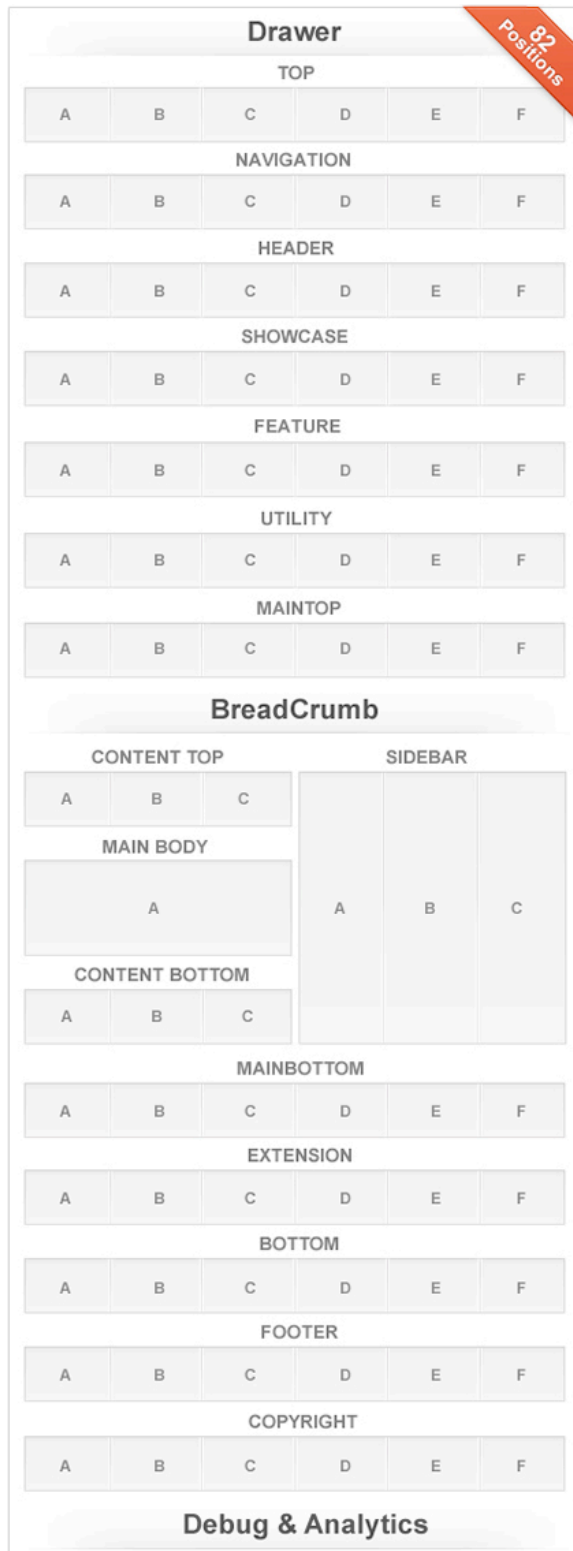 Drawer
82
Positions
TOP
A B C D E F
NAVIGATION
A B C D E F
HEADER
A B C D E F
SHOWCASE
A B C D E F
FEATURE
A B C D E F
UTILITY
A B C D E F
MAINTOP
A B C D E F
BreadCrumb
CONTENT TOP
A B C
MAIN BODY
A
CONTENT BOTTOM
A B C
SIDEBAR
A B C
MAINBOTTOM
A B C D E F
EXTENSION
A B C D E F
BOTTOM
A B C D E F
FOOTER
A B C D E F
COPYRIGHT
A B C D E F
Debug & Analytics